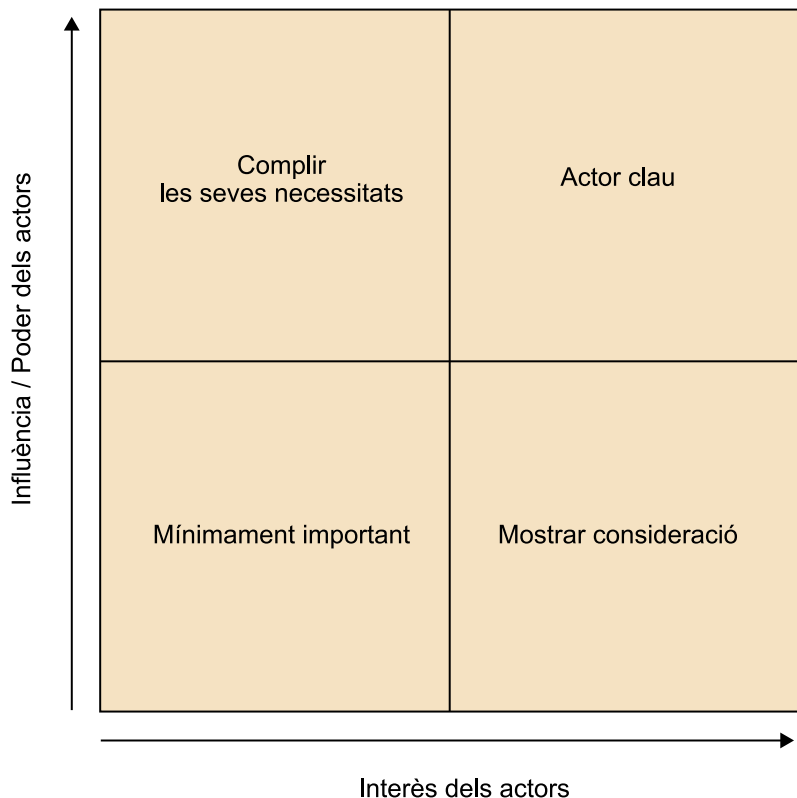 Influència / Poder dels actors
Complir
les seves necessitats
Actor clau
Mínimament important
Mostrar consideració
Interès dels actors